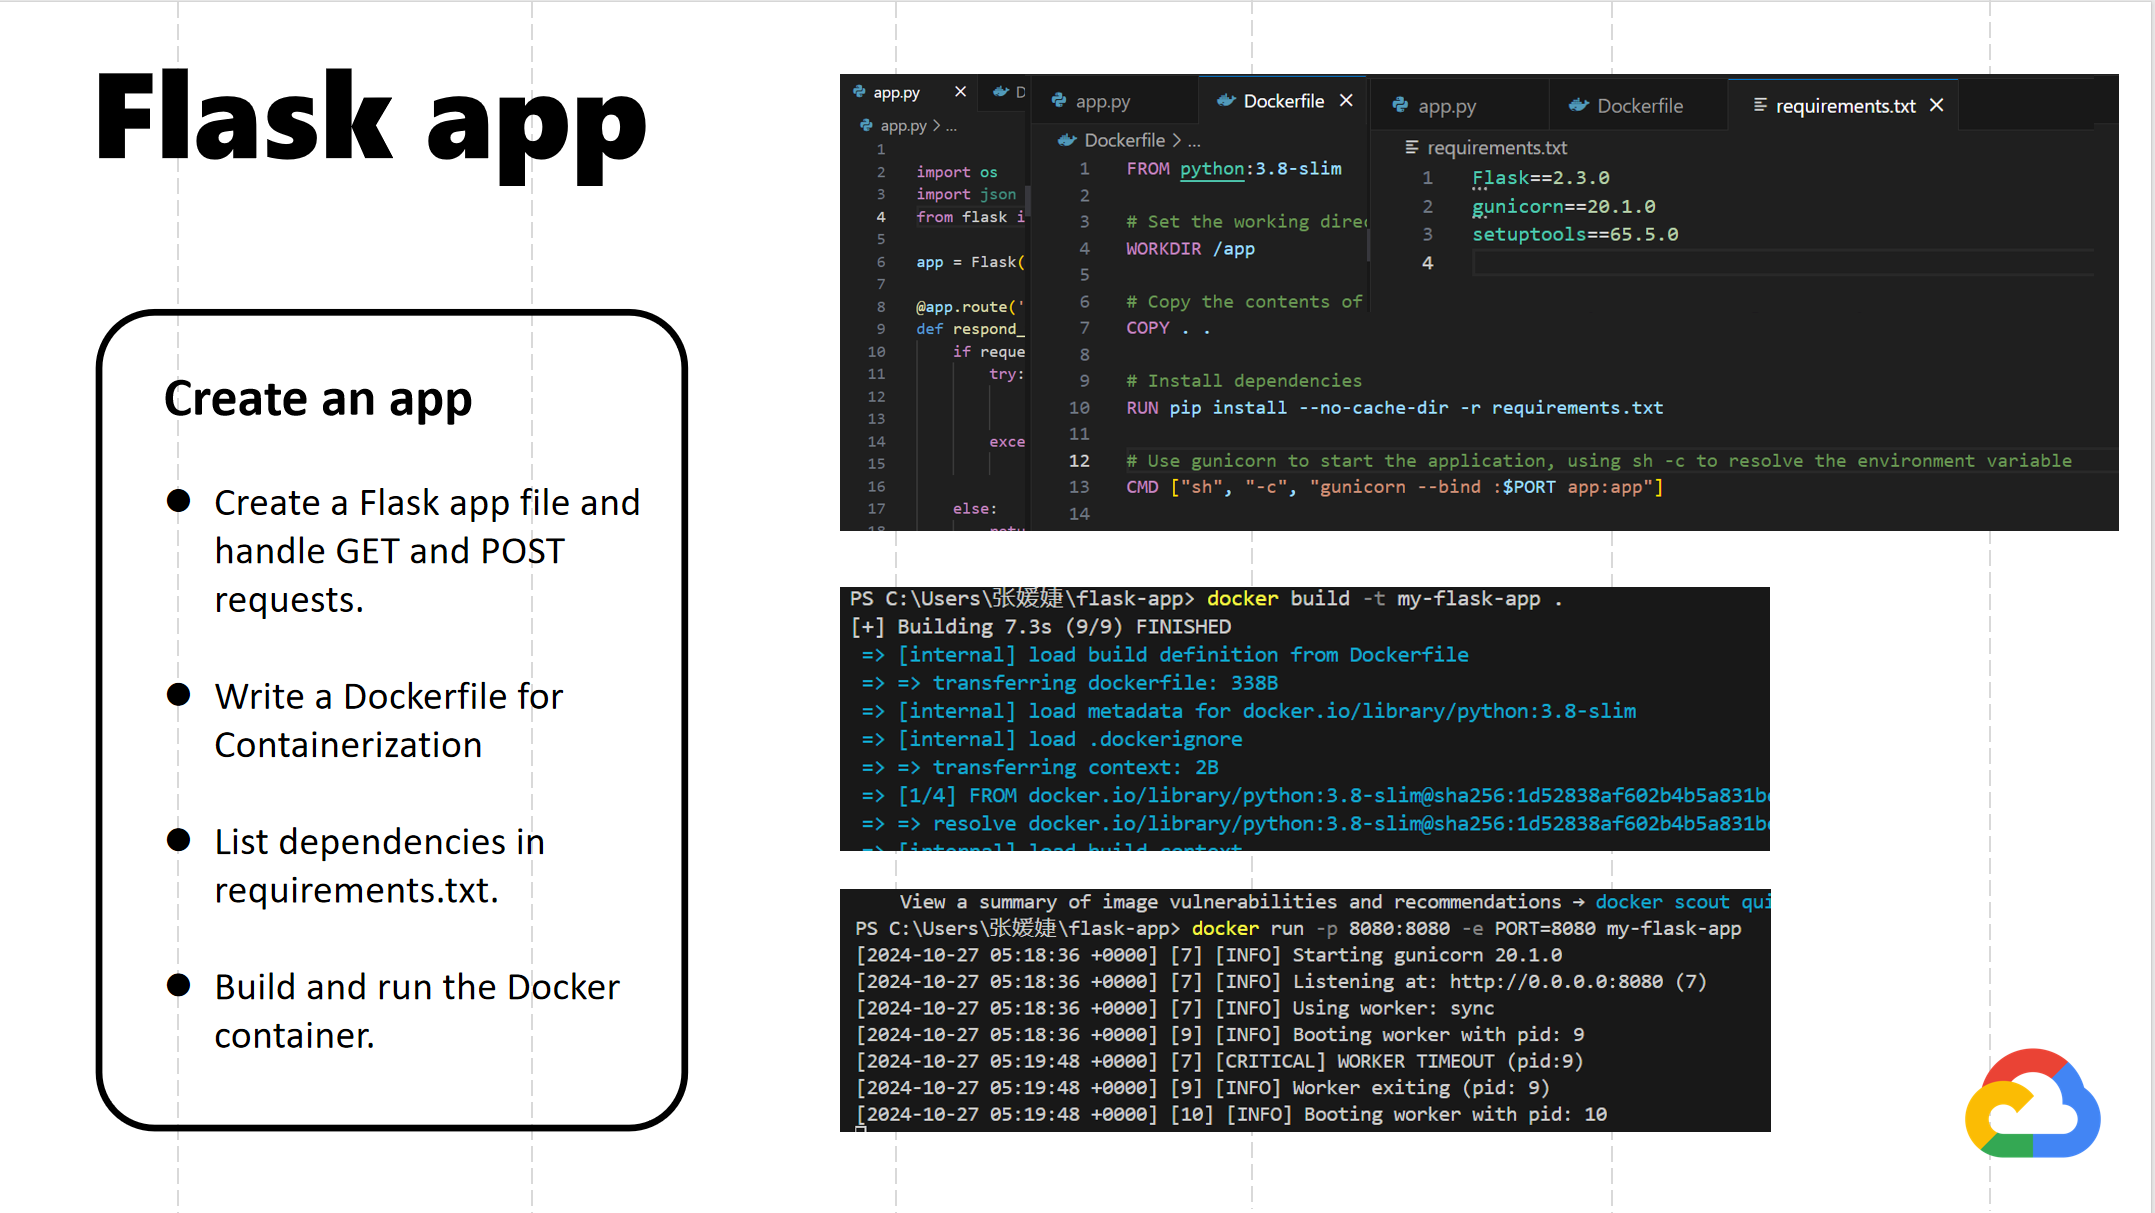 Flask app
Create an app
● Create a Flask app file and
handle GET and POST
requests.
● Write a Dockerfile for
Containerization
● List dependencies in
requirements.txt.
● Build and run the Docker
container.
app.py ×
app.py > ...
1
2 import os
3 import json
4 from flask i
5
6 app = Flask(
7
8 @app.route('
9 def respond_
10 if reque
11 try:
12
13
14 exce
15
16
17 else:
18 retu
app.py Dockerfile ×
Dockerfile > ...
1 FROM python:3.8-slim
2
3 # Set the working direc
4 WORKDIR /app
5
6 # Copy the contents of
7 COPY . .
8
9 # Install dependencies
10 RUN pip install --no-cache-dir -r requirements.txt
11
12 # Use gunicorn to start the application, using sh -c to resolve the environment variable
13 CMD ["sh", "-c", "gunicorn --bind :$PORT app:app"]
14
app.py Dockerfile requirements.txt ×
requirements.txt
1 Flask==2.3.0
2 gunicorn==20.1.0
3 setuptools==65.5.0
4
PS C:\Users\张媛婕\flask-app> docker build -t my-flask-app .
[+] Building 7.3s (9/9) FINISHED
=> [internal] load build definition from Dockerfile
=> => transferring dockerfile: 338B
=> [internal] load metadata for docker.io/library/python:3.8-slim
=> [internal] load .dockerignore
=> => transferring context: 2B
=> [1/4] FROM docker.io/library/python:3.8-slim@sha256:1d52838af602b4b5a831b
=> => resolve docker.io/library/python:3.8-slim@sha256:1d52838af602b4b5a831b
=> [internal] load build context
View a summary of image vulnerabilities and recommendations → docker scout qui
PS C:\Users\张媛婕\flask-app> docker run -p 8080:8080 -e PORT=8080 my-flask-app
[2024-10-27 05:18:36 +0000] [7] [INFO] Starting gunicorn 20.1.0
[2024-10-27 05:18:36 +0000] [7] [INFO] Listening at: http://0.0.0.0:8080 (7)
[2024-10-27 05:18:36 +0000] [7] [INFO] Using worker: sync
[2024-10-27 05:18:36 +0000] [9] [INFO] Booting worker with pid: 9
[2024-10-27 05:19:48 +0000] [7] [CRITICAL] WORKER TIMEOUT (pid:9)
[2024-10-27 05:19:48 +0000] [9] [INFO] Worker exiting (pid: 9)
[2024-10-27 05:19:48 +0000] [10] [INFO] Booting worker with pid: 10